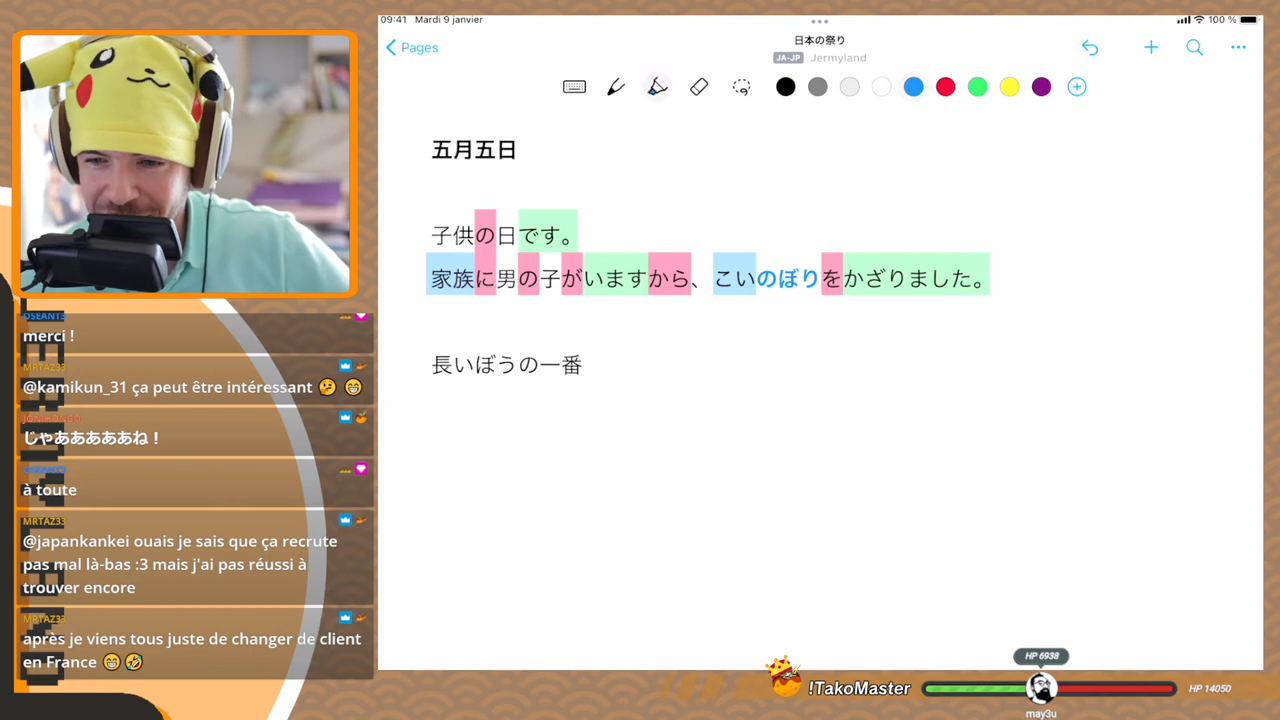 09:41 Mardi 9 janvier
100 %
Pages
日本の祭り
JA-JP Jermyland
五月五日
子供の日です。
家族に男の子がいますから、こいのぼりをかざりました。
長いぼうの一番
OSEANT3
merci !
MRTAZ33
@kamikun_31 ça peut être intéressant 🤔 😁
じゃあああああね！
à toute
MRTAZ33
@japankankei ouais je sais que ça recrute
pas mal là-bas :3 mais j'ai pas réussi à
trouver encore
MRTAZ33
après je viens tous juste de changer de client
en France 😁 🤣
HP 6938
!TakoMaster
HP 14050
may3u